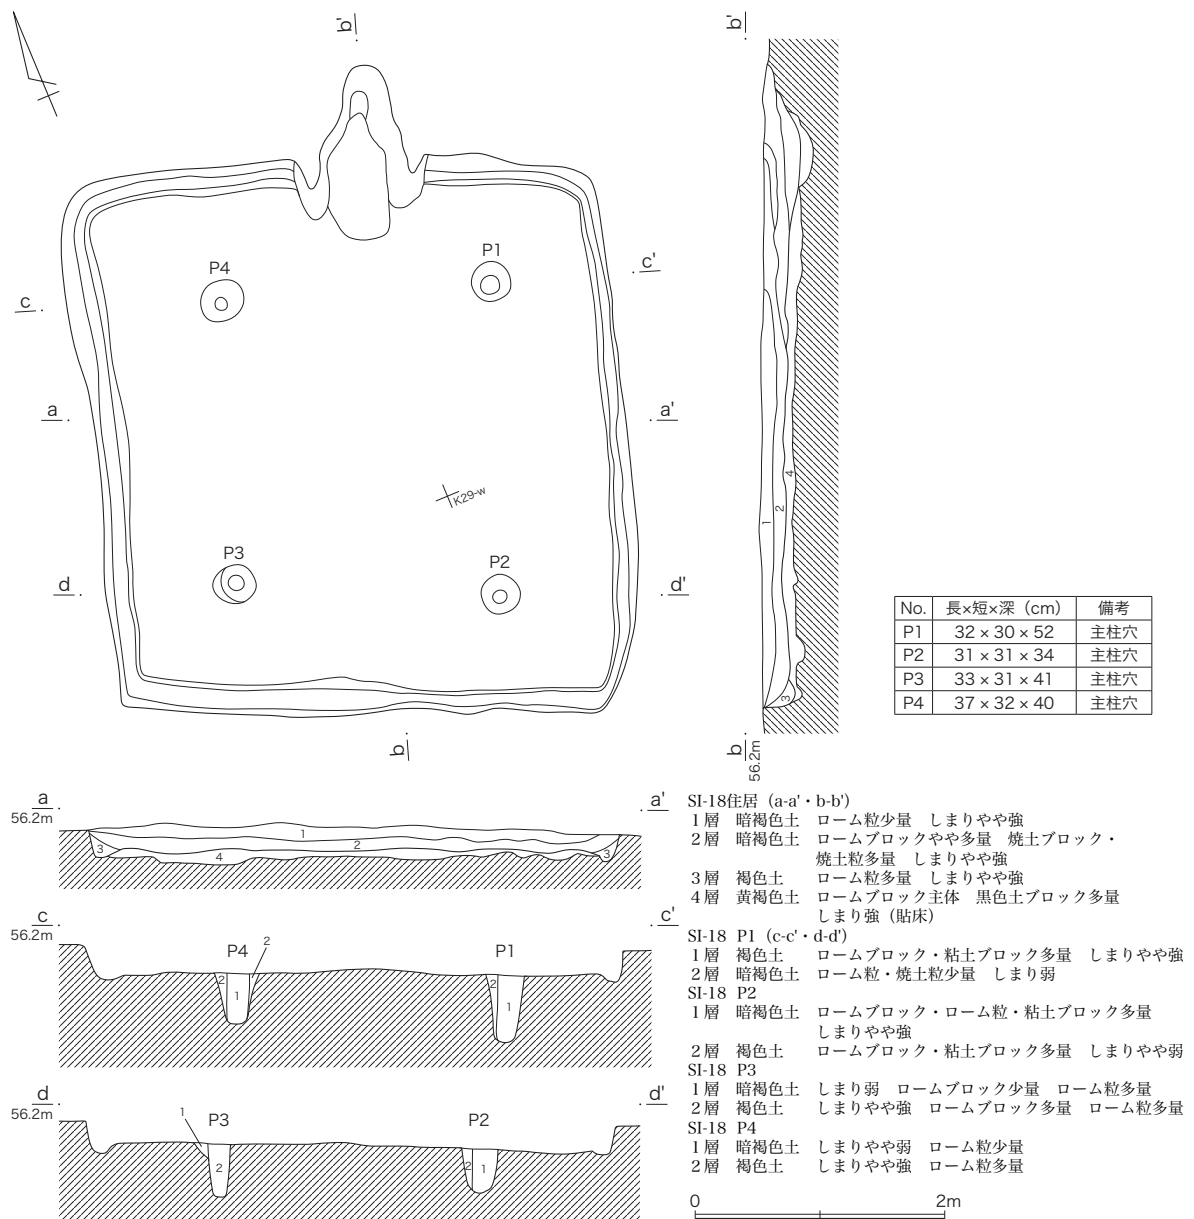 b'
b'
P1
P4
c'
c
a
a'
K29-w
4
2
1
P3
P2
d
d'
3
b
b
56.2m
No. 長×短×深（cm） 備考
P1 32 × 30 × 52 主柱穴
P2 31 × 31 × 34 主柱穴
P3 33 × 31 × 41 主柱穴
P4 37 × 32 × 40 主柱穴
a
56.2m
a'
1
2
3
4
3
c
56.2m
c'
P4
2
P1
2
1
2
1
d
56.2m
d'
1
P3
P2
2
2
1
SI-18住居（a-a'・b-b'）
1層 暗褐色土 ローム粒少量 しまりやや強
2層 暗褐色土 ロームブロックやや多量 焼土ブロック・
焼土粒多量 しまりやや強
3層 褐色土 ローム粒多量 しまりやや強
4層 黄褐色土 ロームブロック主体 黒色土ブロック多量
しまり強（貼床）
SI-18 P1（c-c'・d-d'）
1層 褐色土 ロームブロック・粘土ブロック多量 しまりやや強
2層 暗褐色土 ローム粒・焼土粒少量 しまり弱
SI-18 P2
1層 暗褐色土 ロームブロック・ローム粒・粘土ブロック多量
しまりやや強
2層 褐色土 ロームブロック・粘土ブロック多量 しまりやや弱
SI-18 P3
1層 暗褐色土 しまり弱 ロームブロック少量 ローム粒多量
2層 褐色土 しまりやや強 ロームブロック多量 ローム粒多量
SI-18 P4
1層 暗褐色土 しまりやや弱 ローム粒少量
2層 褐色土 しまりやや強 ローム粒多量
0 2m